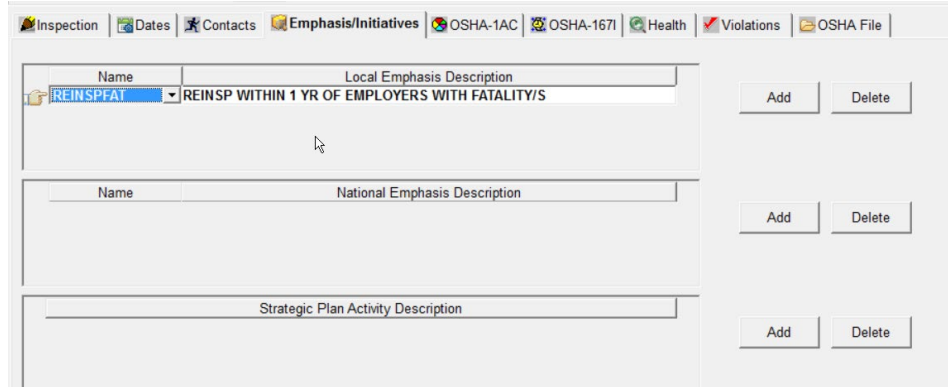 Inspection Dates Contacts Emphasis/Initiatives OSHA-1AC OSHA-167I Health Violations OSHA File
Name Local Emphasis Description
REINSPFAT REINSP WITHIN 1 YR OF EMPLOYERS WITH FATALITY/S
Add Delete
Name National Emphasis Description
Add Delete
Strategic Plan Activity Description
Add Delete